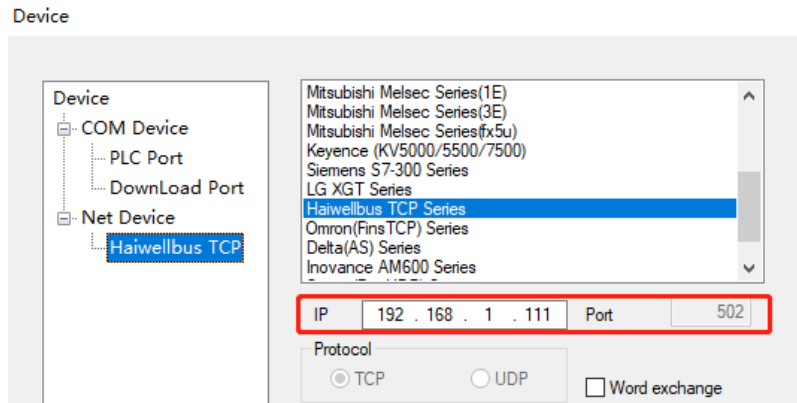 Device
Device
COM Device
PLC Port
DownLoad Port
Net Device
Haiwellbus TCP
Mitsubishi Melsec Series(1E)
Mitsubishi Melsec Series(3E)
Mitsubishi Melsec Series(fx5u)
Keyence (KV5000/5500/7500)
Siemens S7-300 Series
LG XGT Series
Haiwellbus TCP Series
Omron(FinsTCP) Series
Delta(AS) Series
Inovance AM600 Series
IP 192 . 168 . 1 . 111 Port 502
Protocol
TCP UDP
Word exchange